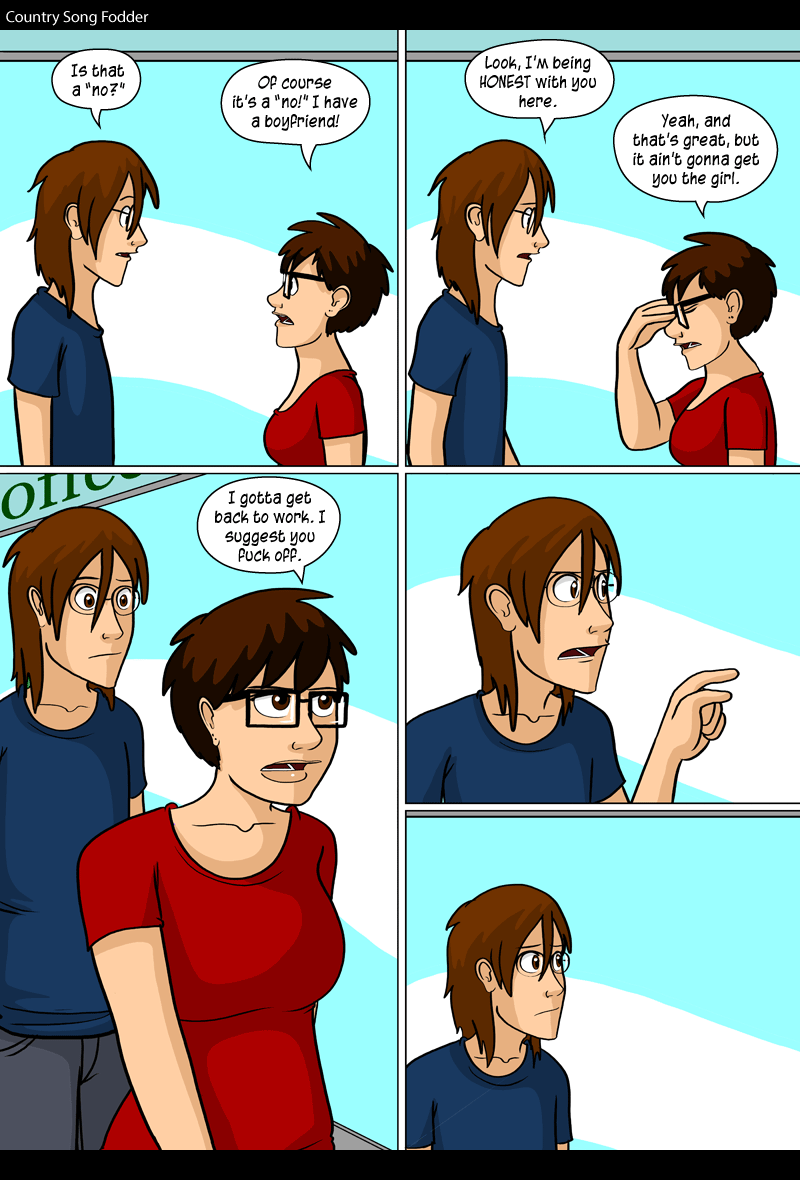 Country Song Fodder
Is that
a "no?"
Of course
it's a "no!" I have
a boyfriend!
Look, I'm being
HONEST with you
here.
Yeah, and
that's great, but
it ain't gonna get
you the girl.
I gotta get
back to work. I
suggest you
fuck off.